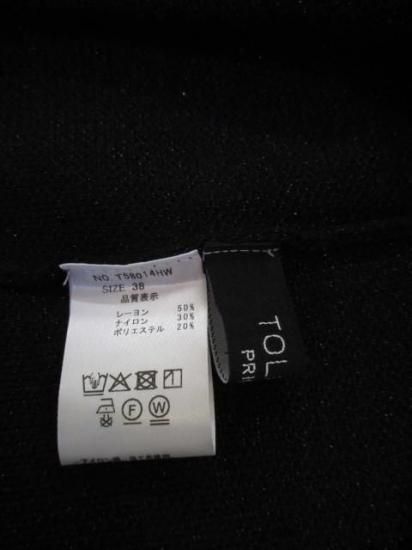 NO. T58014HW
SIZE 38
品質表示
レーヨン 50%
ナイロン 30%
ポリエステル 20%
F W
TOL
PRI